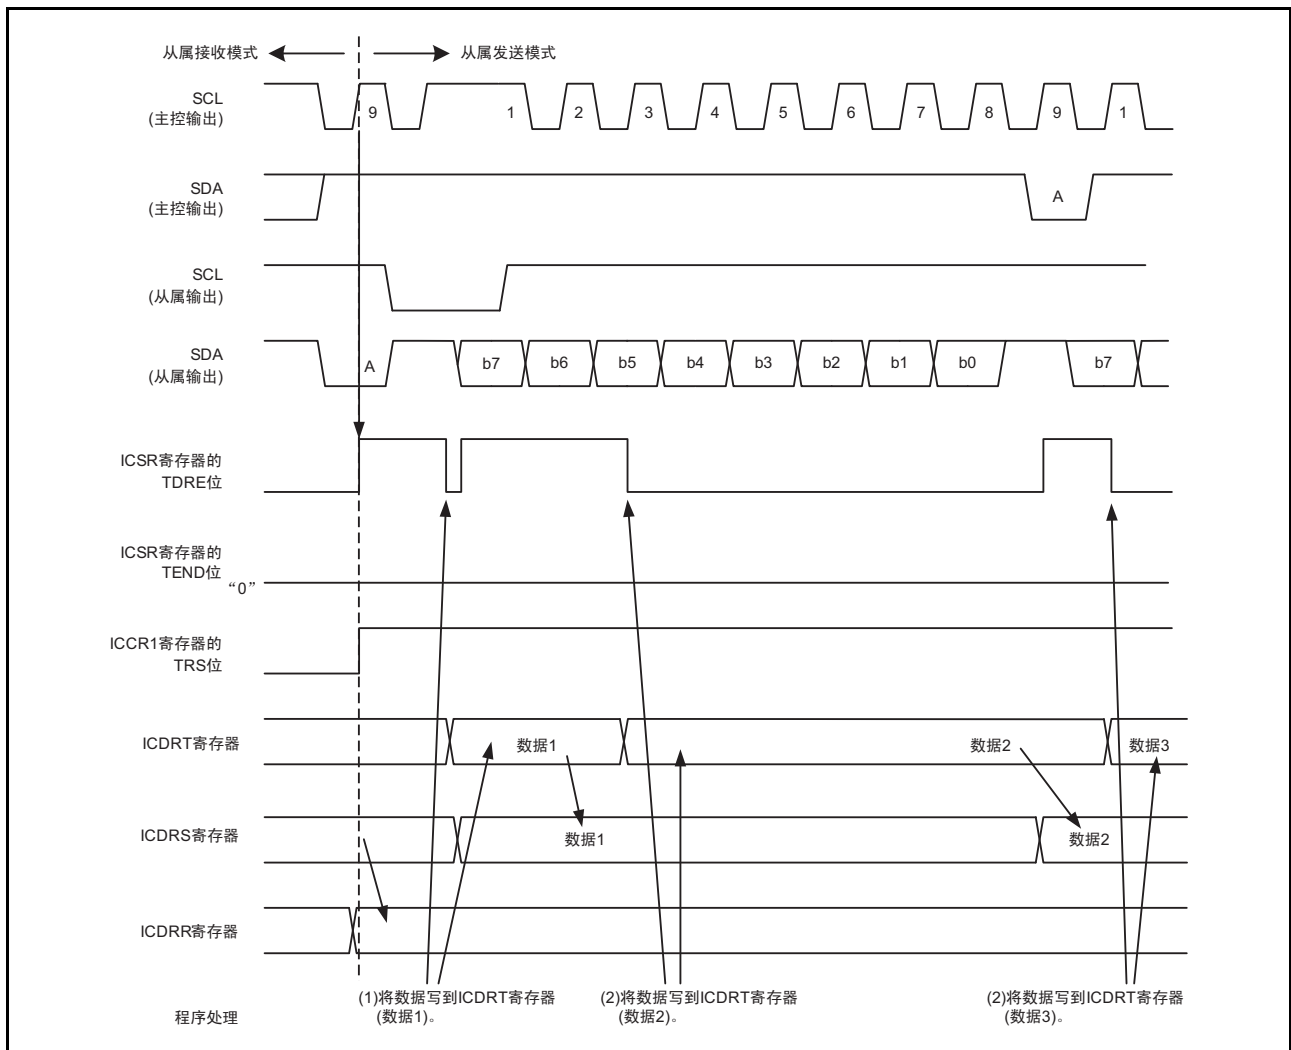 从属接收模式 从属发送模式
SCL
(主控输出)
9 1 2 3 4 5 6 7 8 9 1
SDA
(主控输出)
A
SCL
(从属输出)
SDA
(从属输出)
A b7 b6 b5 b4 b3 b2 b1 b0 b7
ICSR寄存器的
TDRE位
ICSR寄存器的
TEND位
“0”
ICCR1寄存器的
TRS位
ICDRT寄存器 数据1 数据2 数据3
ICDRS寄存器 数据1 数据2
ICDRR寄存器
程序处理
(1)将数据写到ICDRT寄存器
(数据1)。
(2)将数据写到ICDRT寄存器
(数据2)。
(2)将数据写到ICDRT寄存器
(数据3)。